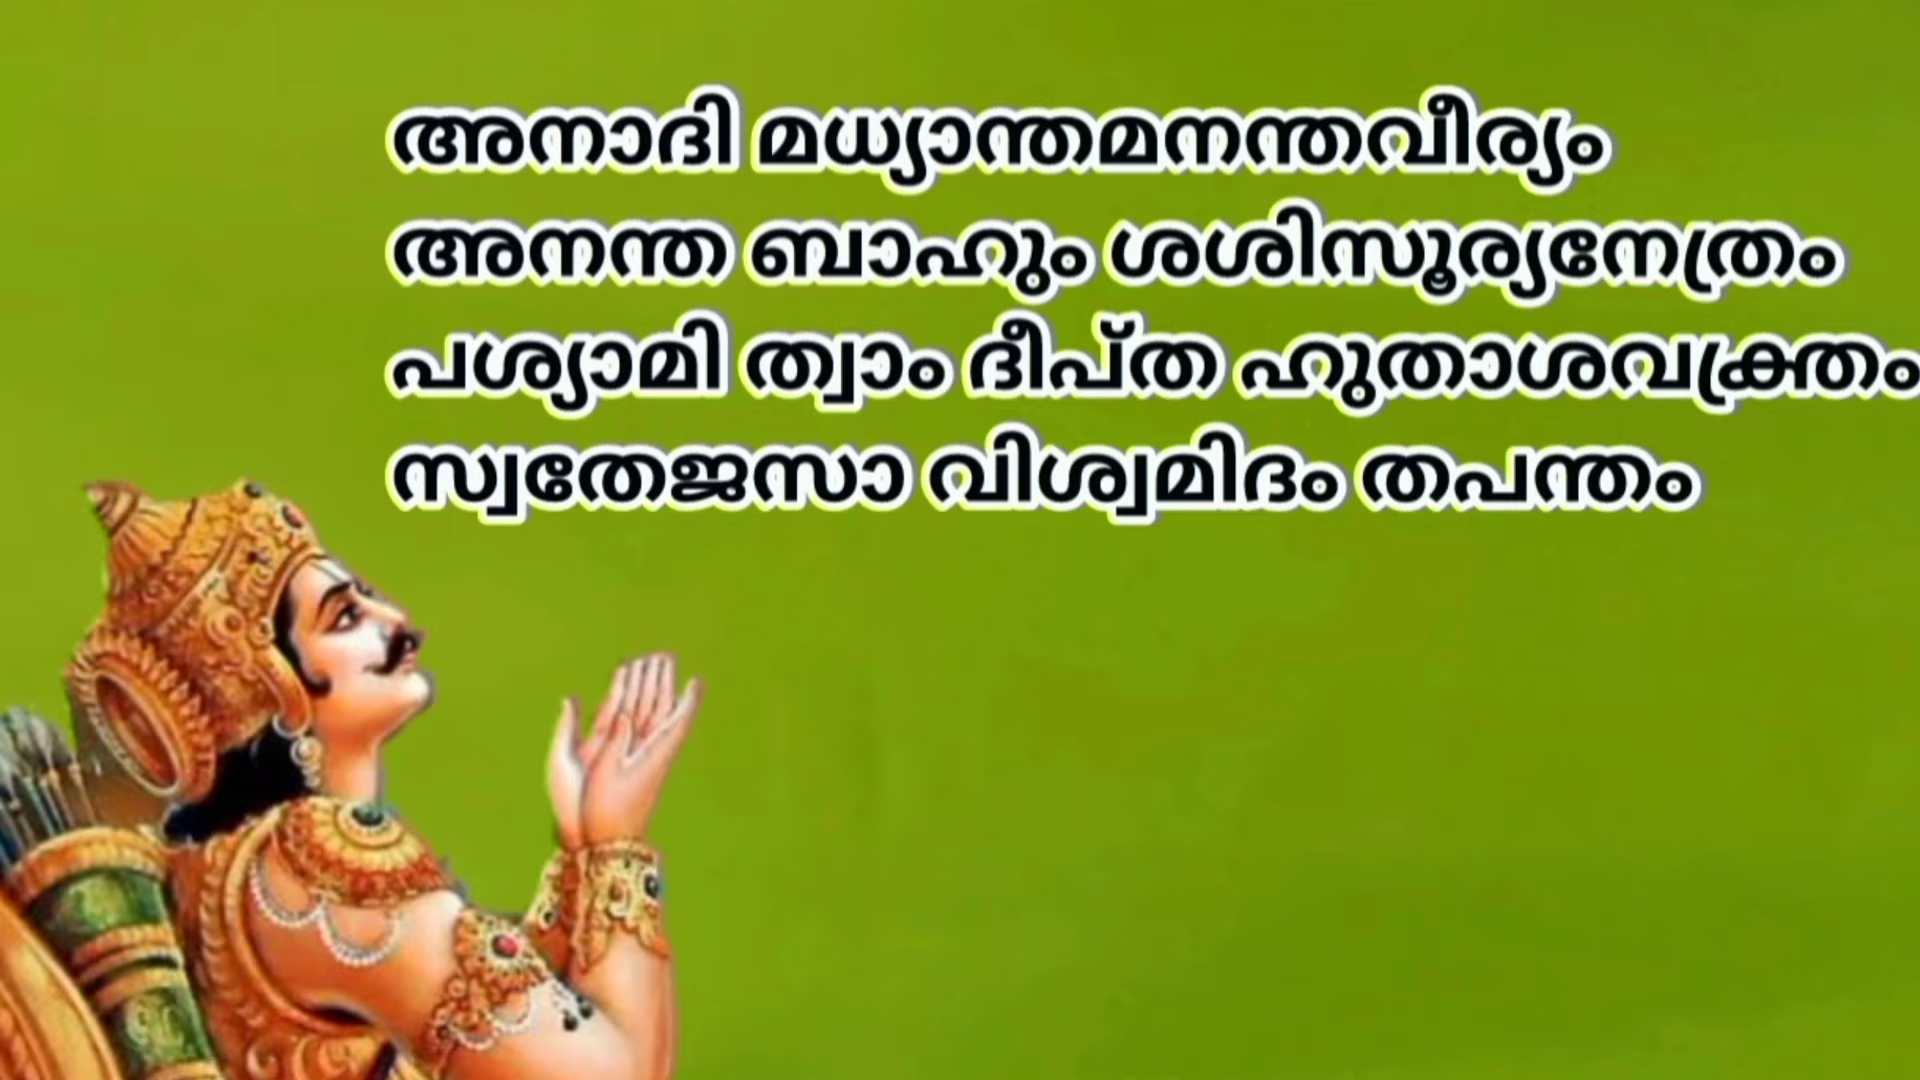 അനാദി മധ്യാന്തമനന്തവീര്യം
അനന്ത ബാഹും ശശിസൂര്യനേത്രം
പശ്യാമി ത്വാം ദീപ്ത ഹുതാശവക്ത്രം
സ്വതേജസാ വിശ്വമിദം തപന്തം